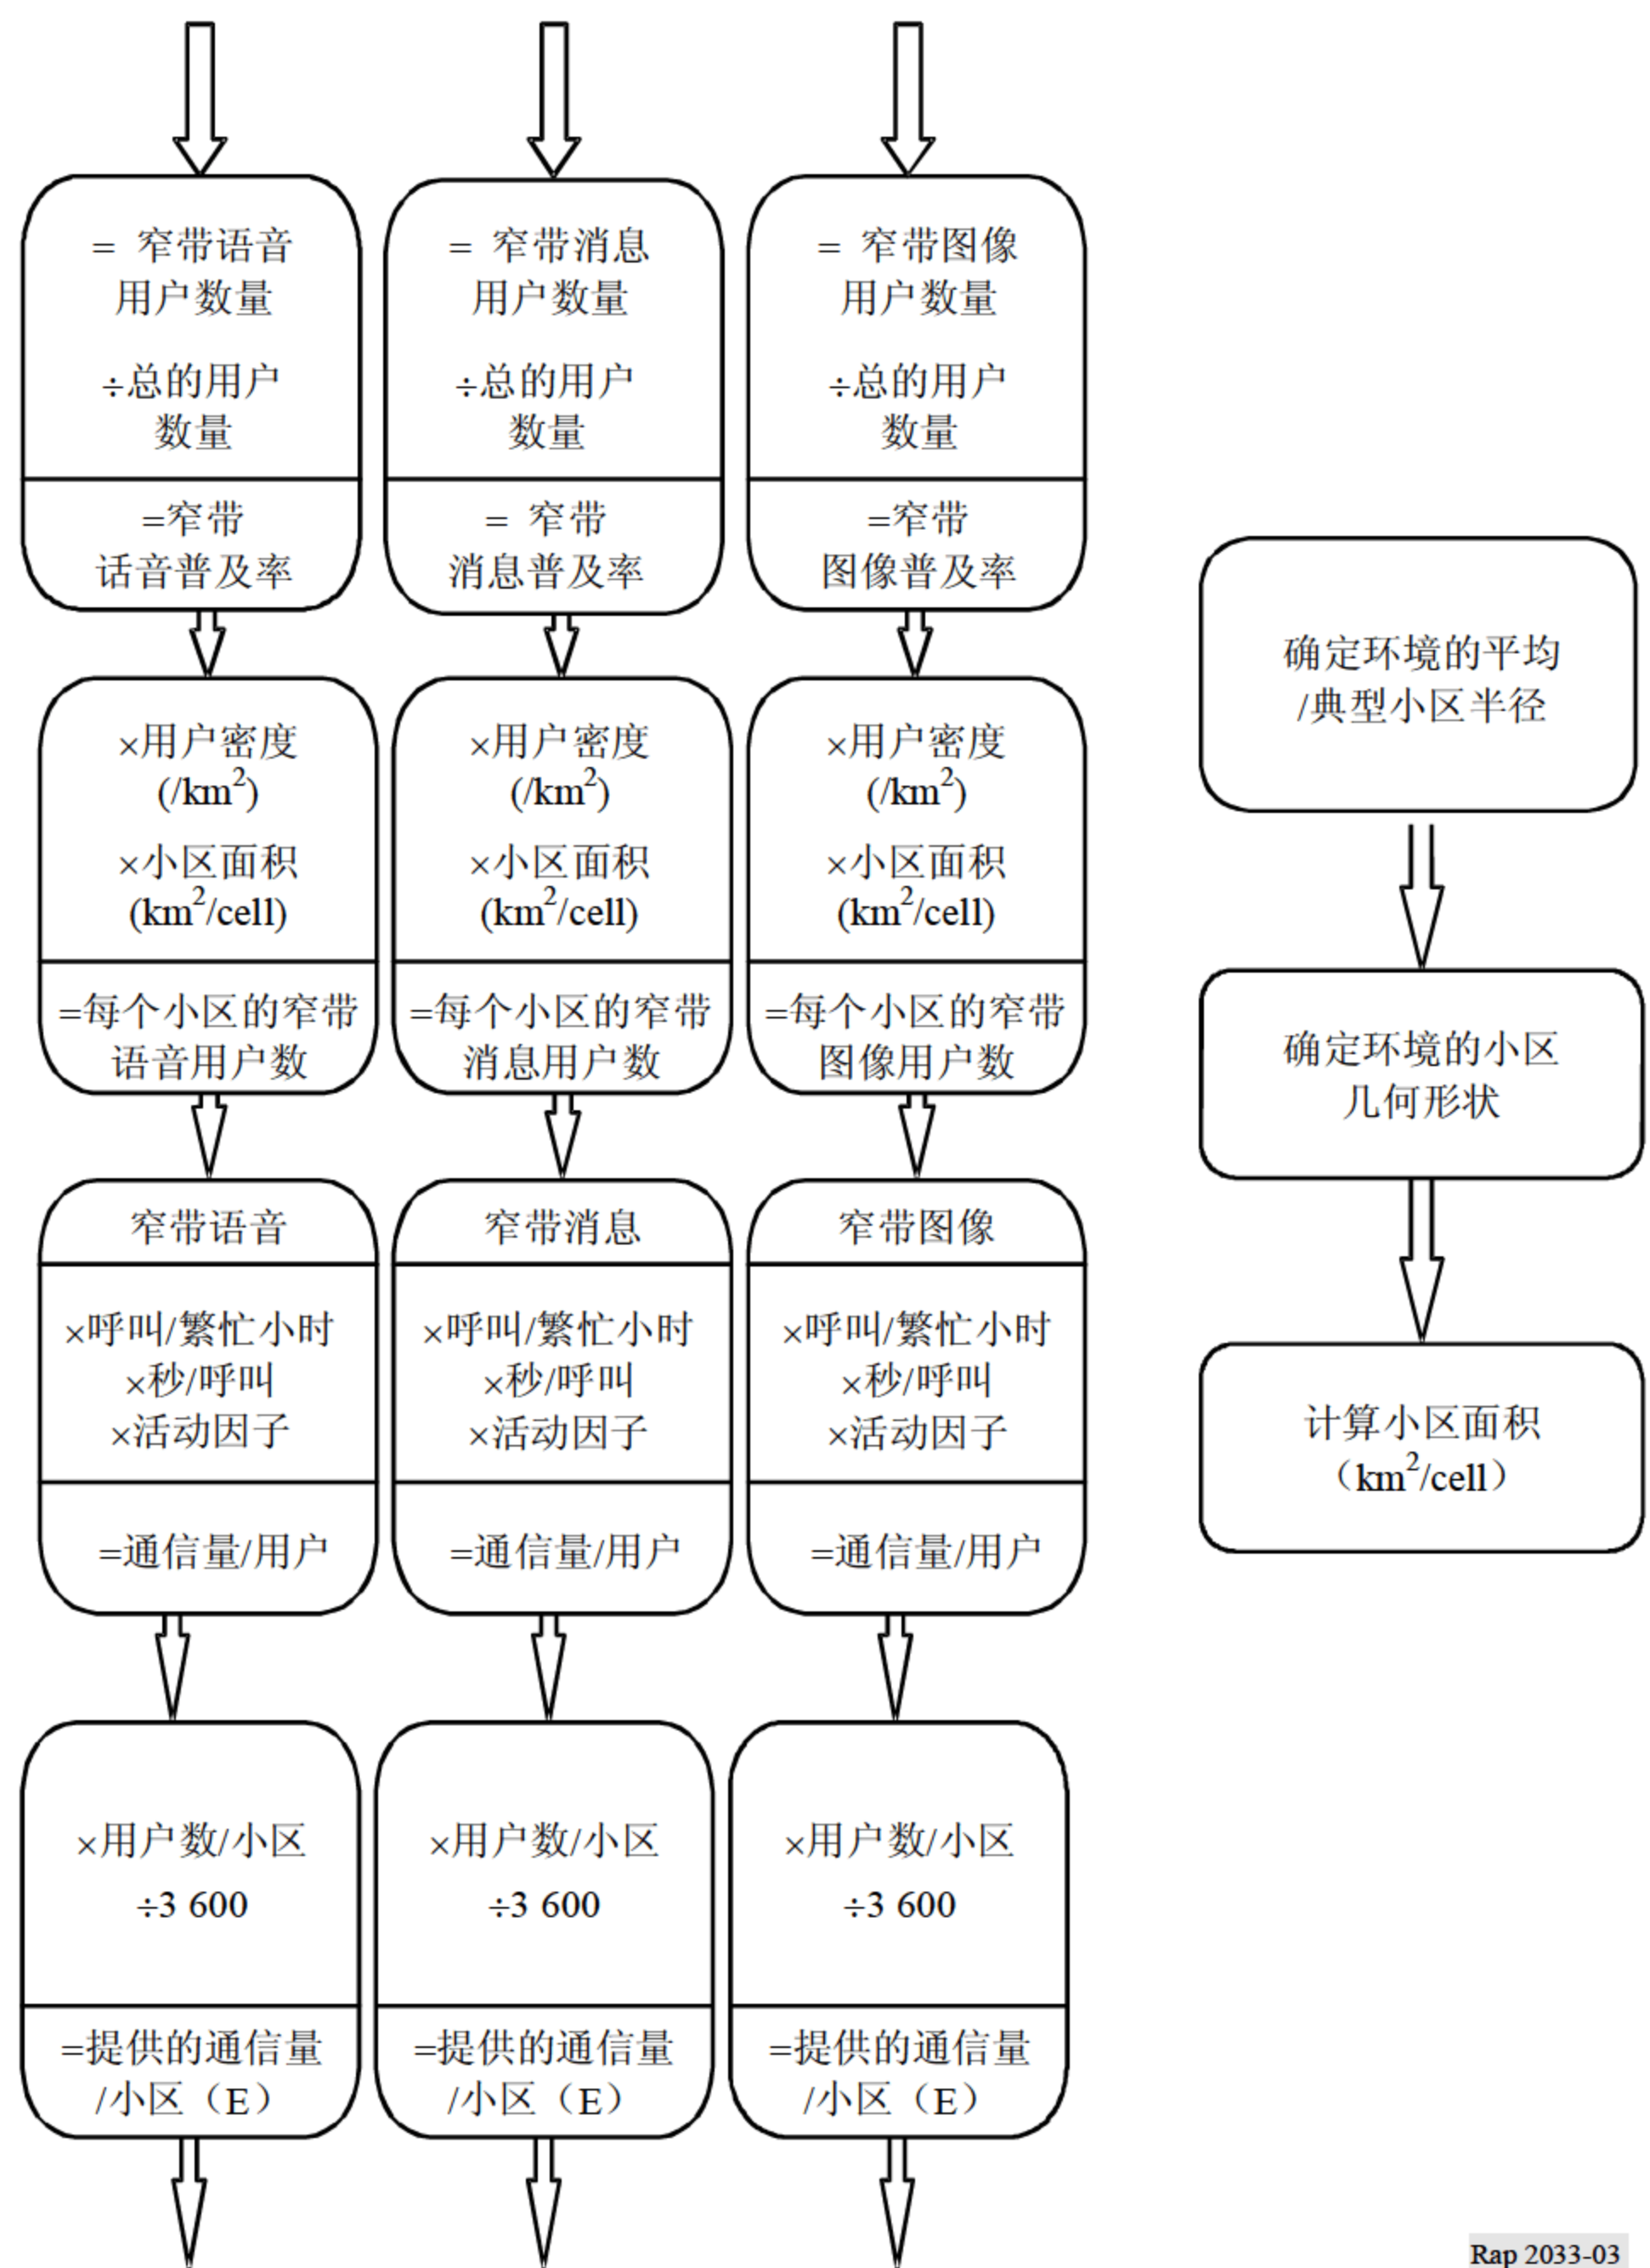 = 窄带语音
用户数量
÷总的用户
数量
=窄带
话音普及率
= 窄带消息
用户数量
÷总的用户
数量
= 窄带
消息普及率
= 窄带图像
用户数量
÷总的用户
数量
=窄带
图像普及率
×用户密度
(/km²)
×小区面积
(km²/cell)
=每个小区的窄带
语音用户数
×用户密度
(/km²)
×小区面积
(km²/cell)
=每个小区的窄带
消息用户数
×用户密度
(/km²)
×小区面积
(km²/cell)
=每个小区的窄带
图像用户数
窄带语音
×呼叫/繁忙小时
×秒/呼叫
×活动因子
=通信量/用户
窄带消息
×呼叫/繁忙小时
×秒/呼叫
×活动因子
=通信量/用户
窄带图像
×呼叫/繁忙小时
×秒/呼叫
×活动因子
=通信量/用户
×用户数/小区
÷3 600
=提供的通信量
/小区（E）
×用户数/小区
÷3 600
=提供的通信量
/小区（E）
×用户数/小区
÷3 600
=提供的通信量
/小区（E）
确定环境的平均
/典型小区半径
确定环境的小区
几何形状
计算小区面积
（km²/cell）
Rap 2033-03